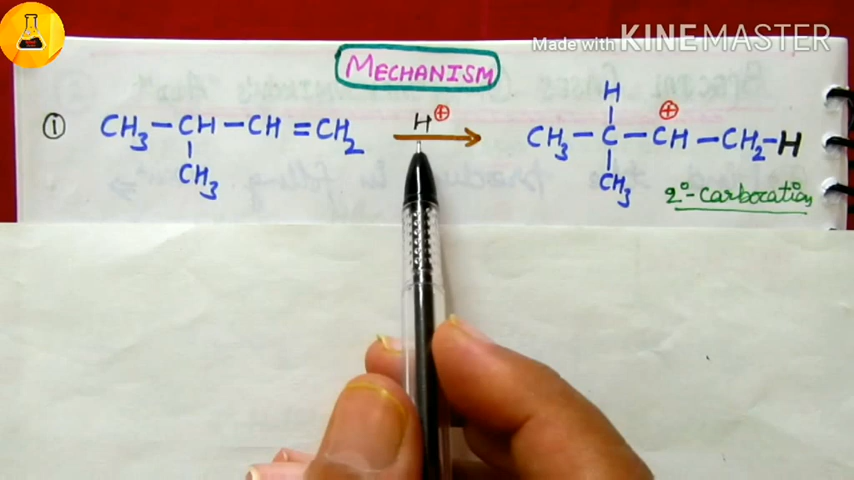 Made with KINEMASTER
MECHANISM
① CH₃ – CH – CH = CH₂ H⊕ → CH₃ – C – CH – CH₂ – H
CH₃
H
⊕
CH₃
2°-carbocation